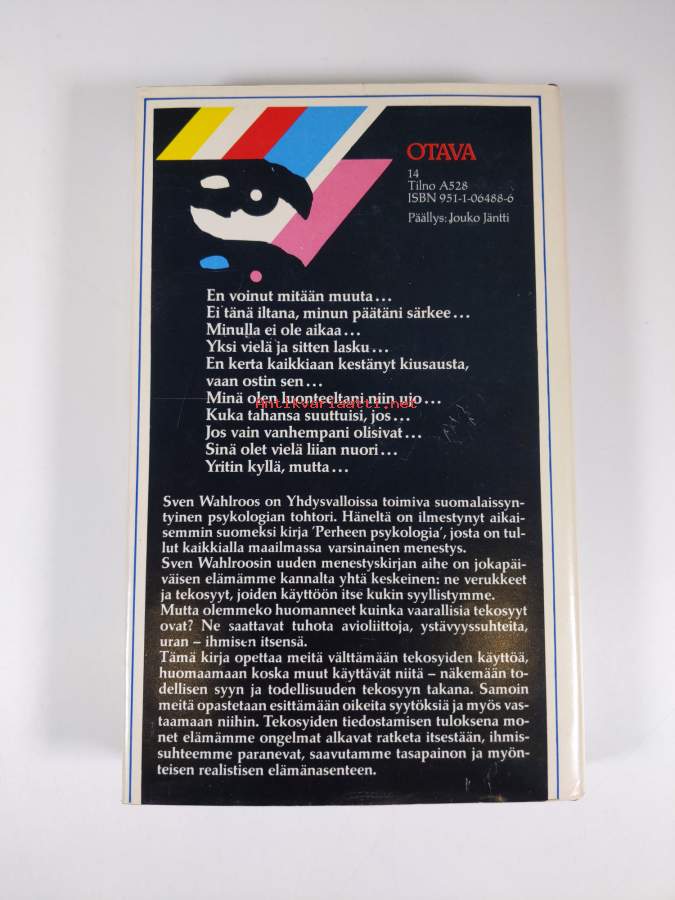 OTAVA
14
Tilno A528
ISBN 951-1-06488-6
Päällys: Jouko Jäntti
En voinut mitään muuta...
Ei tänä iltana, minun päätäni särkee...
Minulla ei ole aikaa...
Yksi vielä ja sitten lasku...
En kerta kaikkiaan kestänyt kiusausta,
vaan ostin sen...
Minä olen luonteeltani niin ujo...
Antikvariaatti.net
Kuka tahansa suuttuisi, jos...
Jos vain vanhempani olisivat...
Sinä olet vielä liian nuori...
Yritin kyllä, mutta...
Sven Wahlroos on Yhdysvalloissa toimiva suomalaissyn-
tyinen psykologian tohtori. Häneltä on ilmestynyt aikai-
semmin suomeksi kirja 'Perheen psykologia', josta on tul-
lut kaikkialla maailmassa varsinainen menestys.
Sven Wahlroosin uuden menestyskirjan aihe on jokapäi-
väisen elämämme kannalta yhtä keskeinen: ne verukkeet
ja tekosyyt, joiden käyttöön itse kukin syyllistymme.
Mutta olemmeko huomanneet kuinka vaarallisia tekosyyt
ovat? Ne saattavat tuhota avioliittoja, ystävyyssuhteita,
uran – ihmisen itsensä.
Tämä kirja opettaa meitä välttämään tekosyiden käyttöä,
huomaamaan koska muut käyttävät niitä – näkemään to-
dellisen syyn ja todellisuuden tekosyyn takana. Samoin
meitä opastetaan esittämään oikeita syytöksiä ja myös vas-
taamaan niihin. Tekosyiden tiedostamisen tuloksena mo-
net elämämme ongelmat alkavat ratketa itsestään, ihmis-
suhteemme paranevat, saavutamme tasapainon ja myön-
teisen realistisen elämänasenteen.